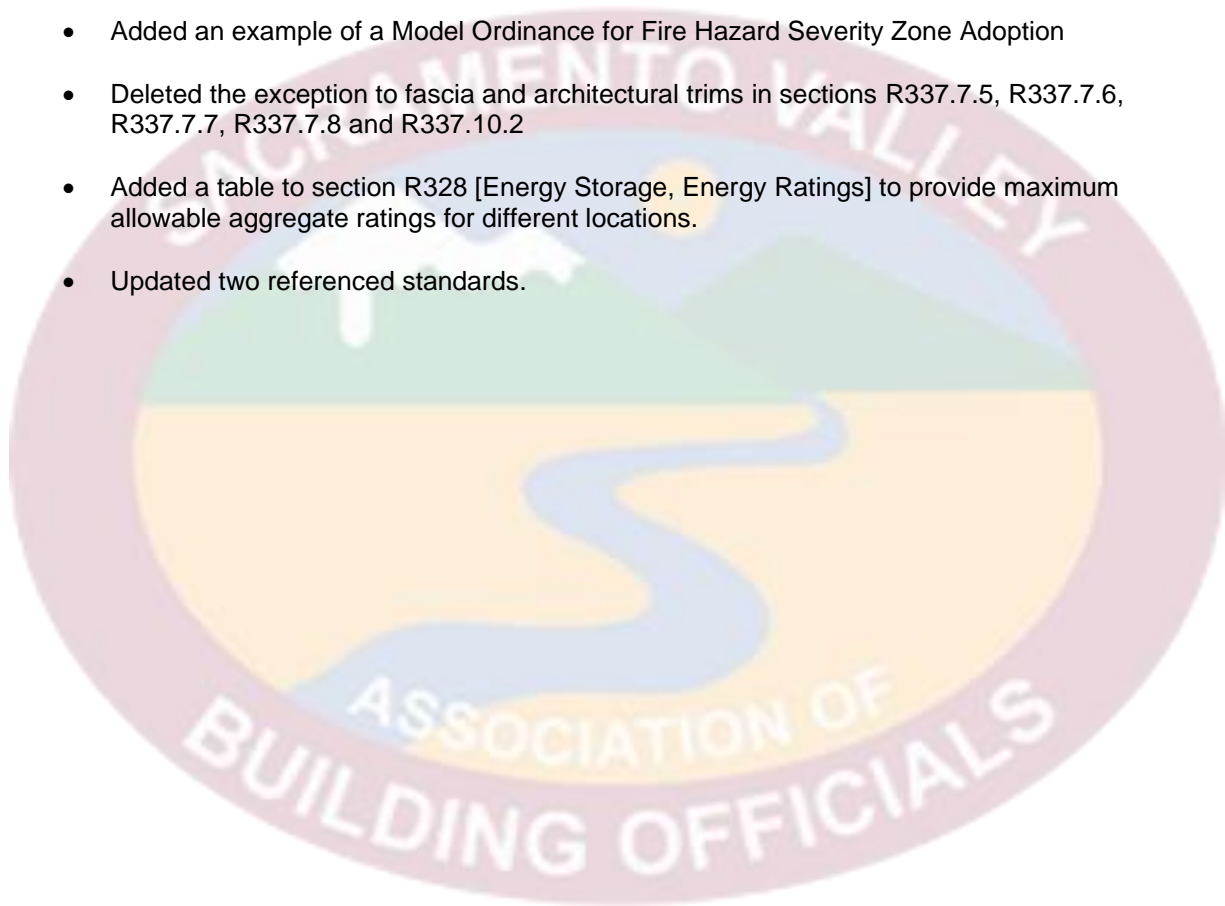 • Added an example of a Model Ordinance for Fire Hazard Severity Zone Adoption
• Deleted the exception to fascia and architectural trims in sections R337.7.5, R337.7.6,
R337.7.7, R337.7.8 and R337.10.2
• Added a table to section R328 [Energy Storage, Energy Ratings] to provide maximum
allowable aggregate ratings for different locations.
• Updated two referenced standards.
SACRAMENTO VALLEY
ASSOCIATION OF
BUILDING OFFICIALS